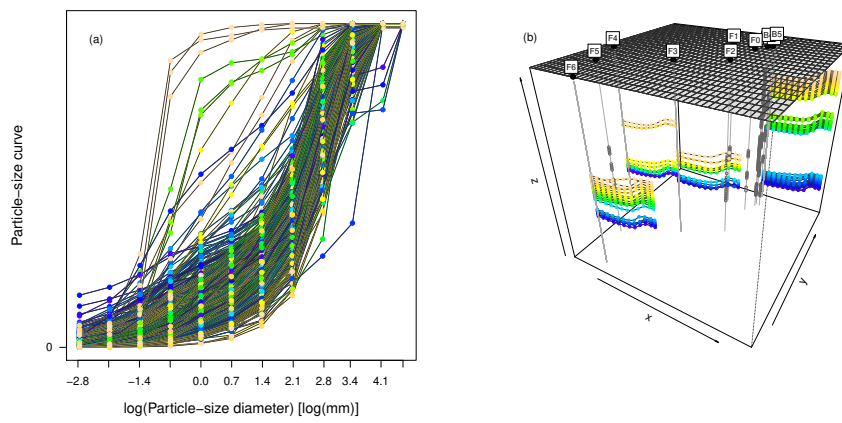 (a)
Particle−size curve
0
−2.8 −1.4 0.0 0.7 1.4 2.1 2.8 3.4 4.1
log(Particle−size diameter) [log(mm)]
(b)
F6 F5 F4 F3 F1 F2 F0 B5
z
x
y